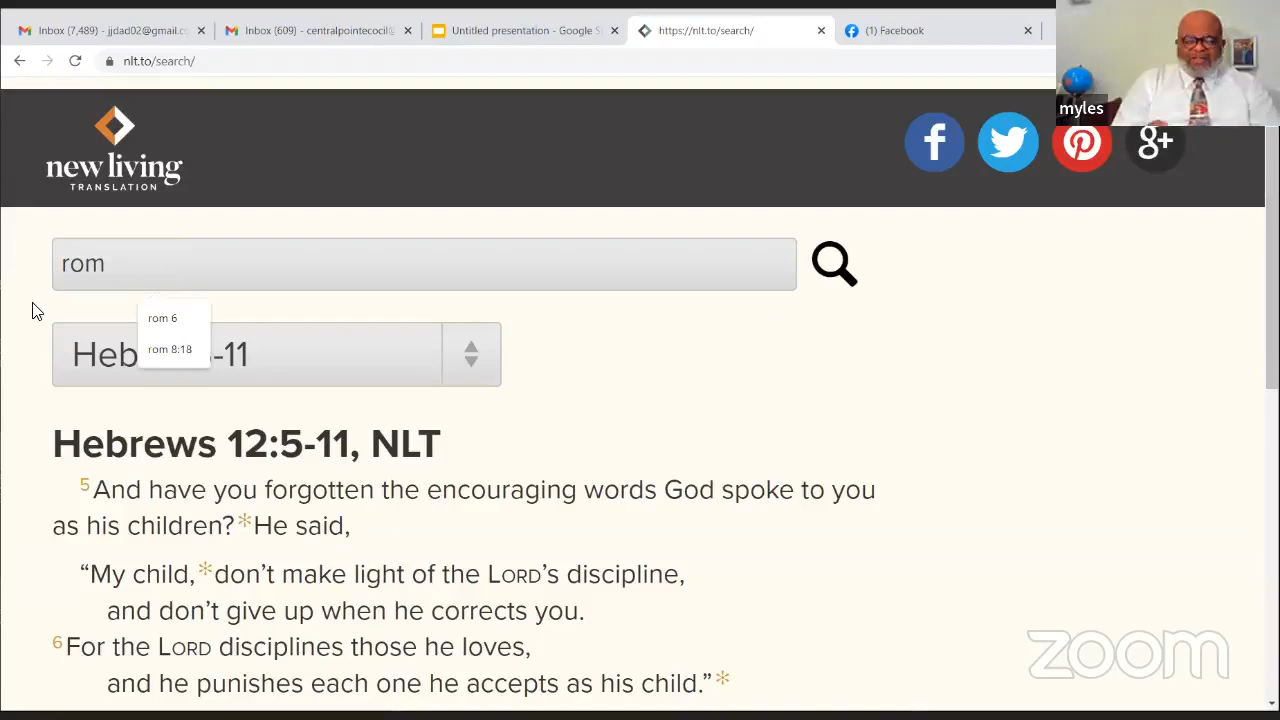 Inbox (7,489) - jjdad02@gmail.c
Inbox (609) - centralpointecocil@
Untitled presentation - Google S
https://nlt.to/search/
(1) Facebook
nlt.to/search/
myles
new living
TRANSLATION
f
g+
rom
rom 6
rom 8:18
Heb -11
Hebrews 12:5-11, NLT
5 And have you forgotten the encouraging words God spoke to you
as his children?* He said,
“My child,* don’t make light of the LORD’s discipline,
and don’t give up when he corrects you.
6 For the LORD disciplines those he loves,
and he punishes each one he accepts as his child.”*
zoom